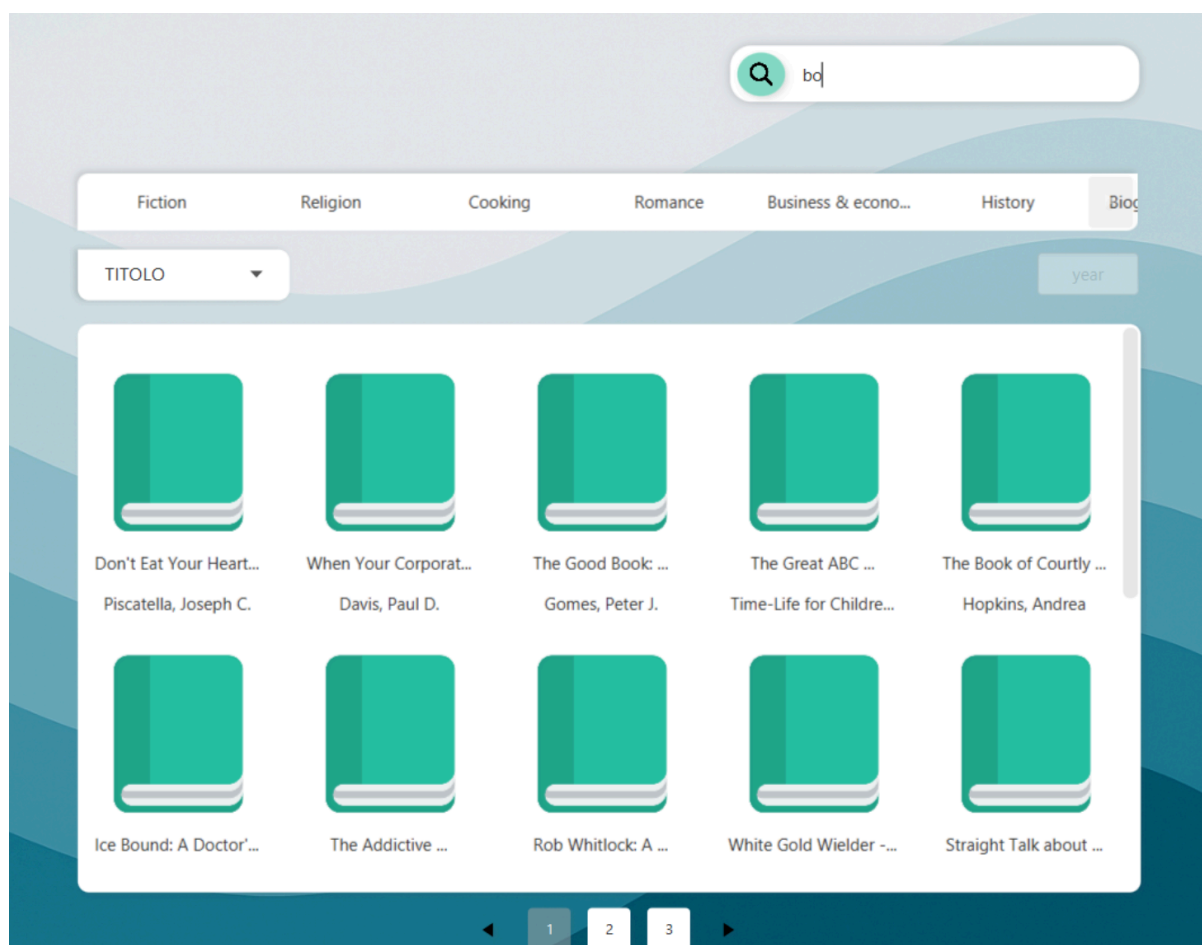 bo
Fiction Religion Cooking Romance Business & econo... History Biog
TITOLO year
Don't Eat Your Heart... When Your Corporat... The Good Book: ... The Great ABC ... The Book of Courtly ...
Piscatella, Joseph C. Davis, Paul D. Gomes, Peter J. Time-Life for Childre... Hopkins, Andrea
Ice Bound: A Doctor'... The Addictive ... Rob Whitlock: A ... White Gold Wielder -... Straight Talk about ...
1 2 3